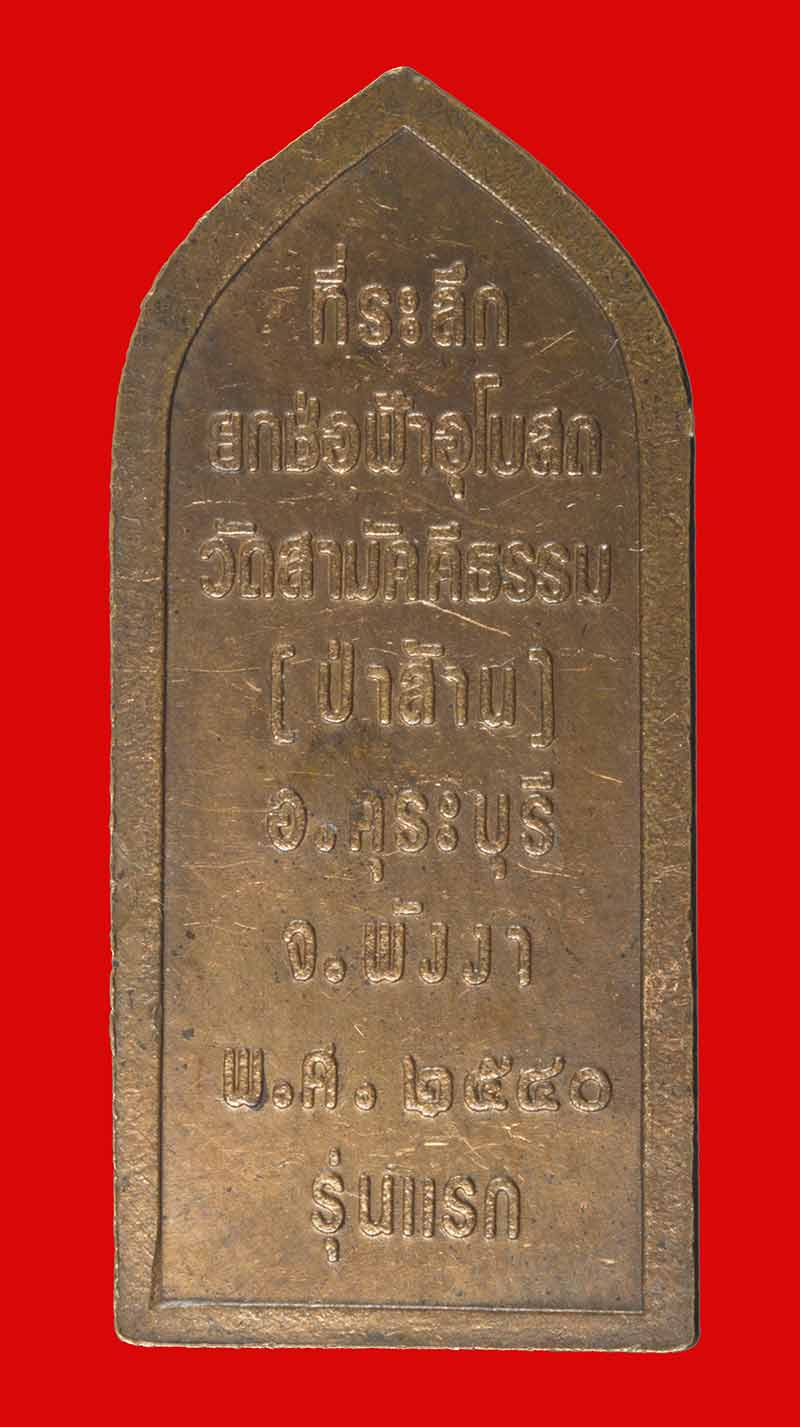 ที่ระลึก
ยกช่อฟ้าอุโบสถ
วัดสามัคคีธรรม
(ป่าส้าน)
อ.คุระบุรี
จ.พังงา
พ.ศ. ๒๕๔๐
รุ่นแรก